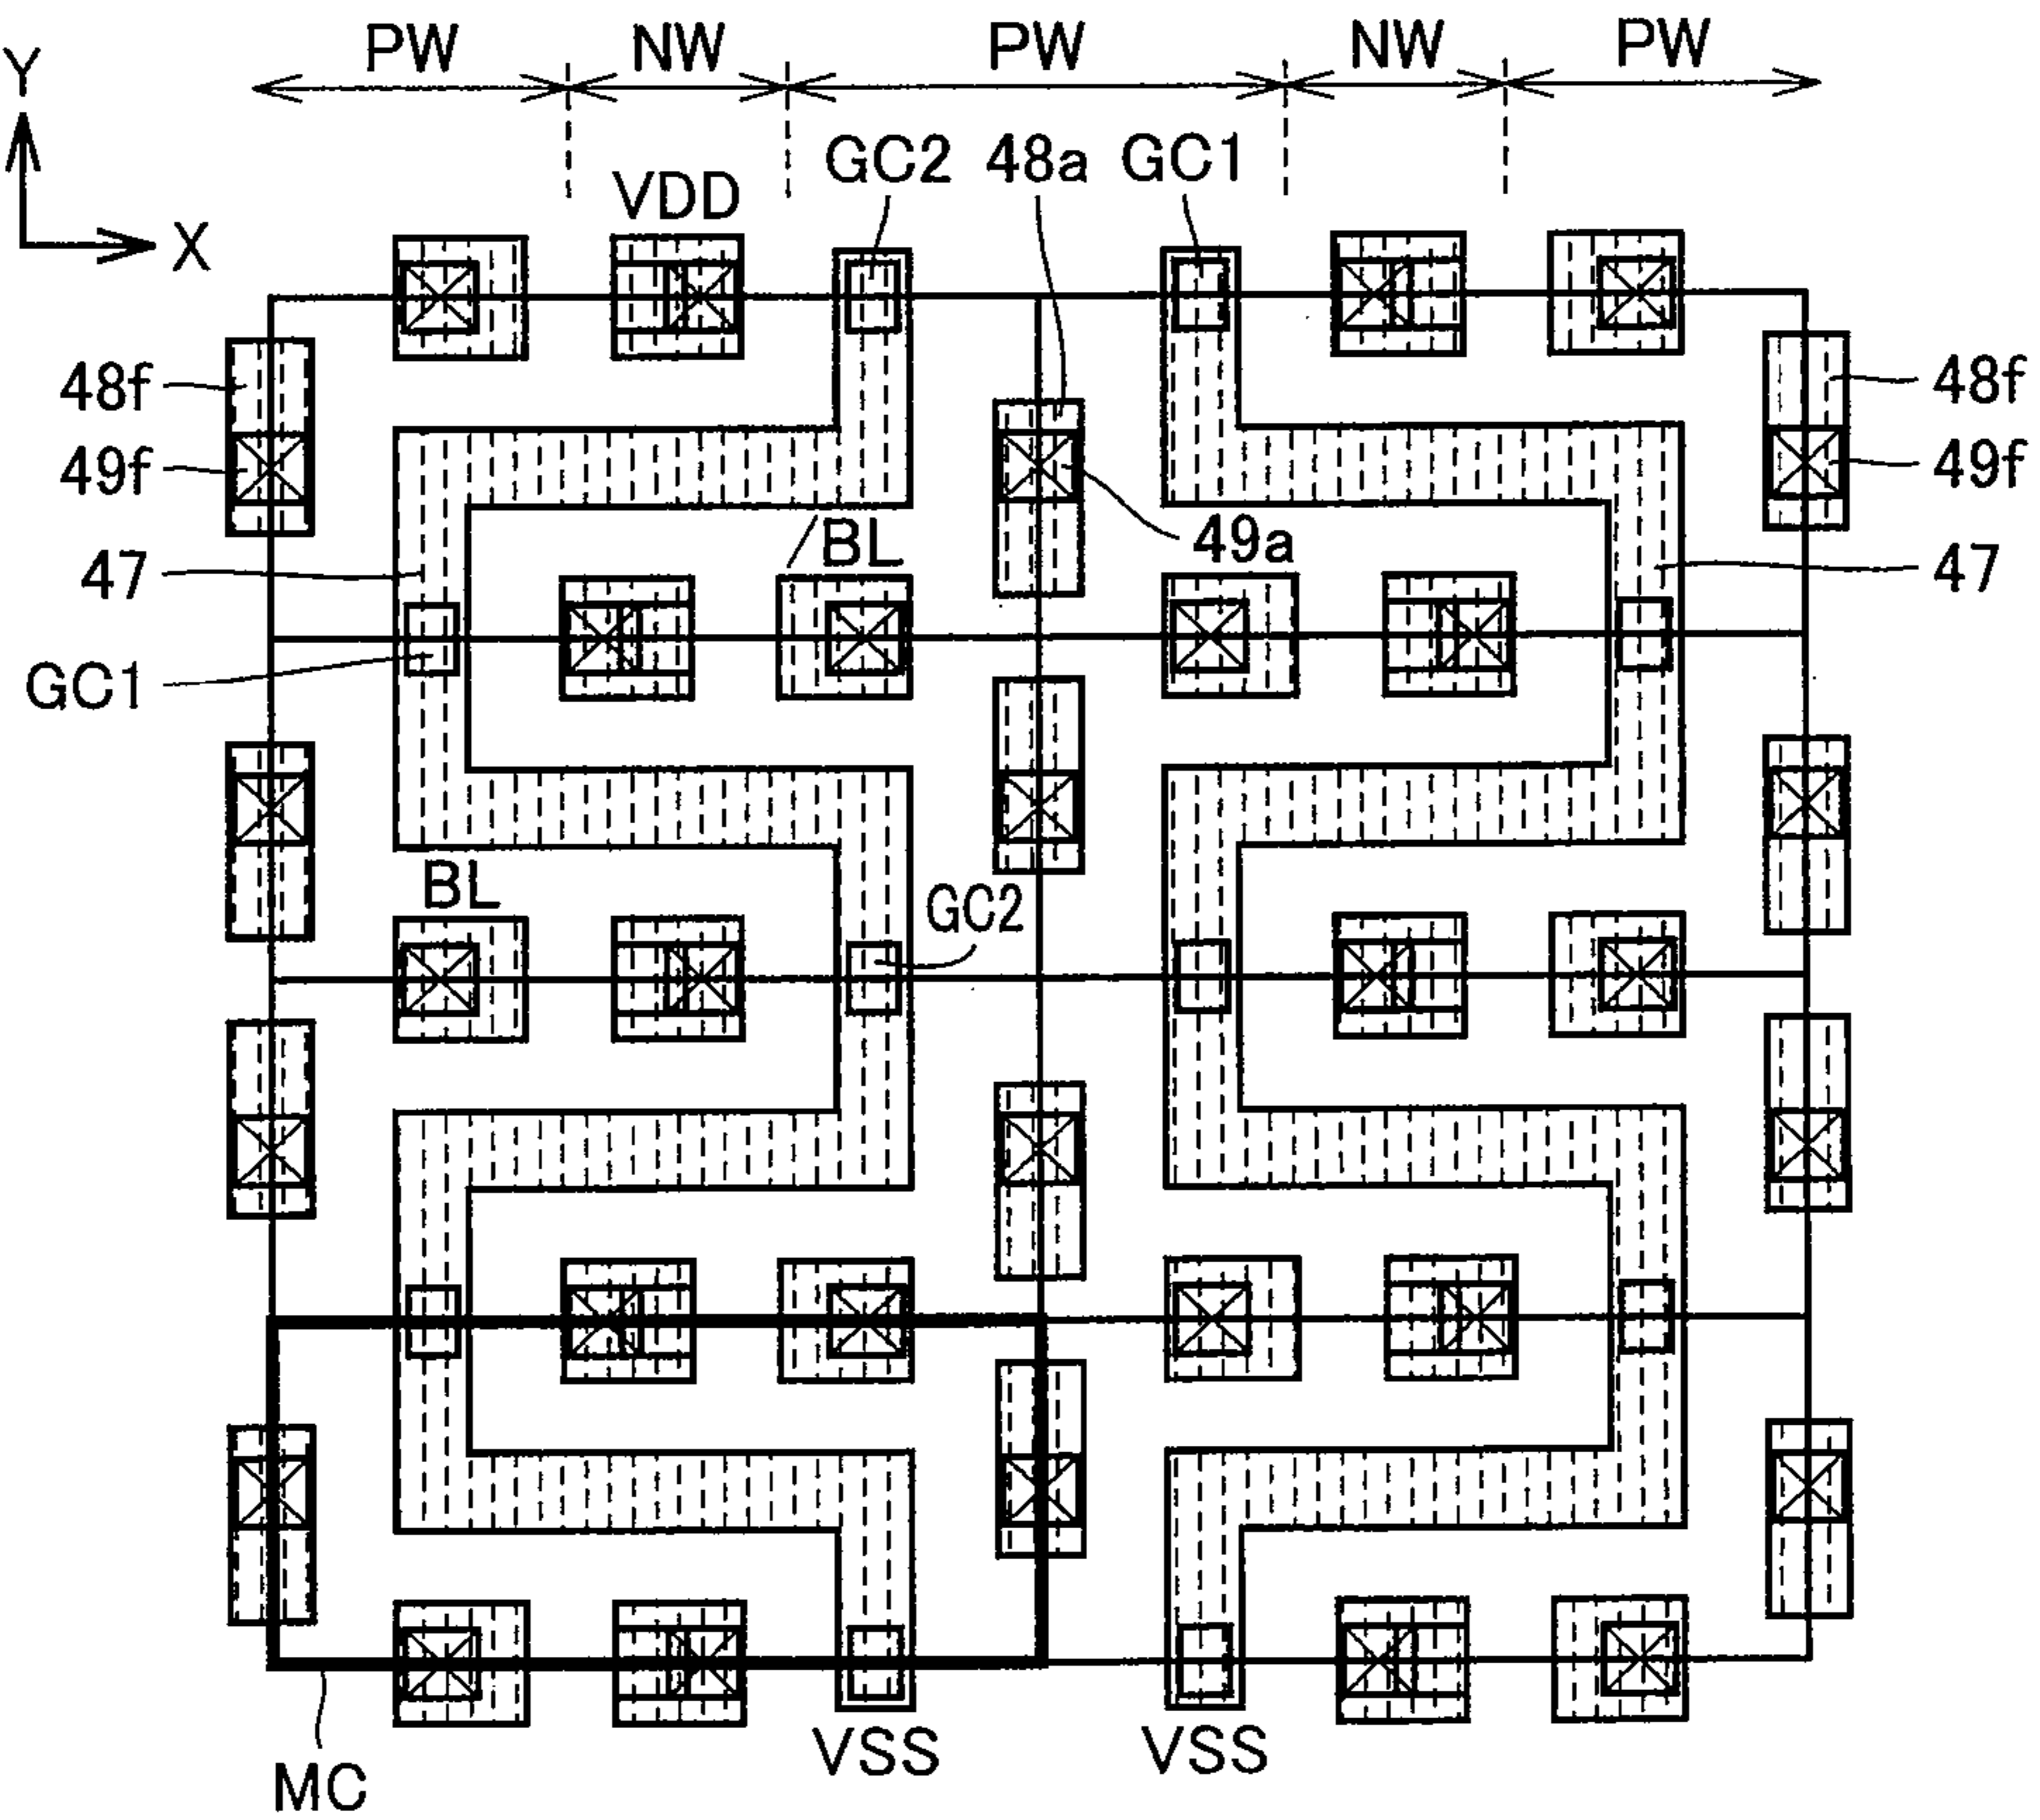 PW NW PW NW PW
Y
GC2 48a GC1
VDD
X
48f 48f
49f 49f
/BL 49a
47 47
GC1
BL
GC2
VSS VSS
MC